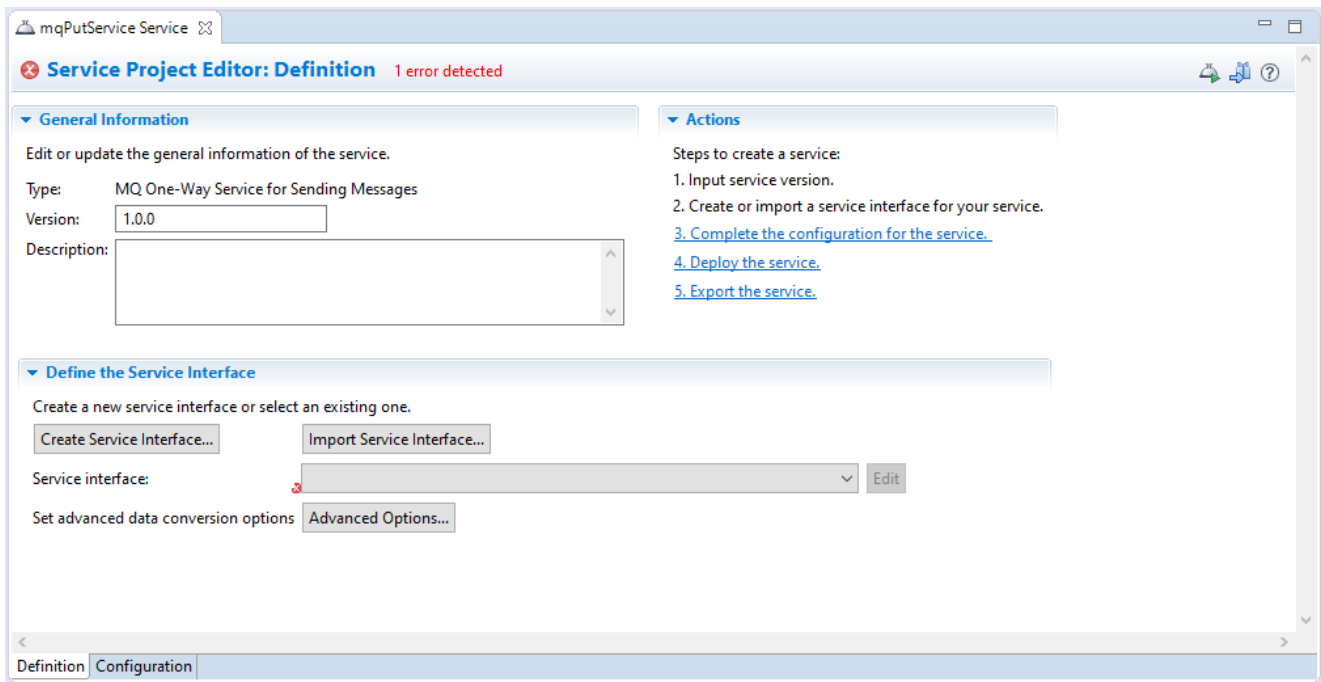 mqPutService Service
Service Project Editor: Definition 1 error detected
General Information
Edit or update the general information of the service.
Type: MQ One-Way Service for Sending Messages
Version: 1.0.0
Description:
Actions
Steps to create a service:
1. Input service version.
2. Create or import a service interface for your service.
3. Complete the configuration for the service.
4. Deploy the service.
5. Export the service.
Define the Service Interface
Create a new service interface or select an existing one.
Create Service Interface... Import Service Interface...
Service interface: Edit
Set advanced data conversion options Advanced Options...
Definition Configuration